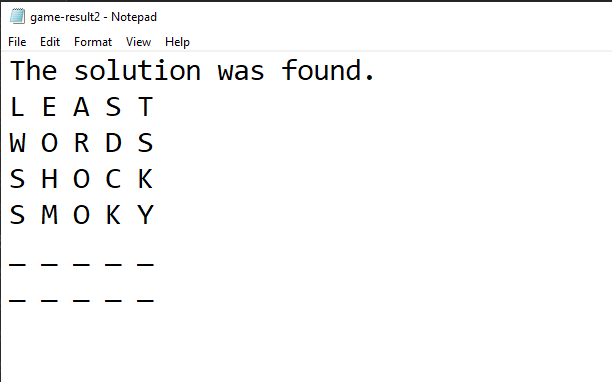 game-result2 - Notepad
File Edit Format View Help
The solution was found.
L E A S T
W O R D S
S H O C K
S M O K Y
_ _ _ _ _
_ _ _ _ _